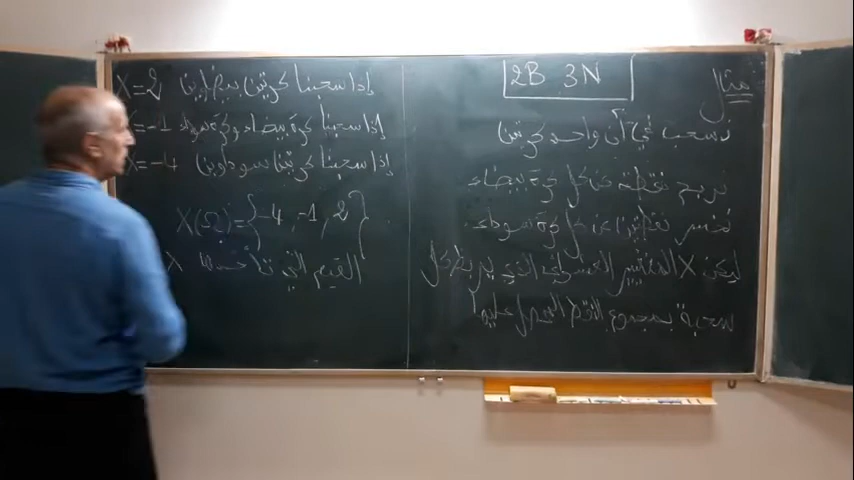 مثال
2B 3N
نسحب في آن واحد كرتين
نربح نقطة عن كل كرة بيضاء
نخسر نقطتين عن كل كرة سوداء
ليكن X المتغير العشوائي الذي يربط كل
سحبة بمجموع النقط المحصل عليها
إذا سحبنا كرتين بيضاوين X=2
إذا سحبنا كرة بيضاء وكرة سوداء =-1
إذا سحبنا كرتين سوداوين X=-4
X(Ω)={-4,-1,2}
القيم التي تأخذها X